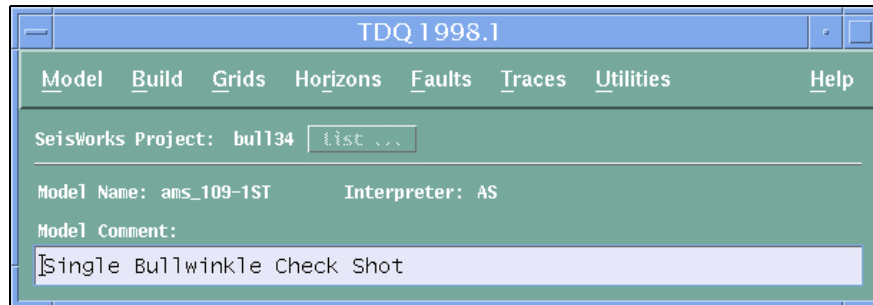 TDQ 1998.1
Model Build Grids Horizons Faults Traces Utilities Help
SeisWorks Project: bull34 List ...
Model Name: ams_109-1ST Interpreter: AS
Model Comment:
Single Bullwinkle Check Shot